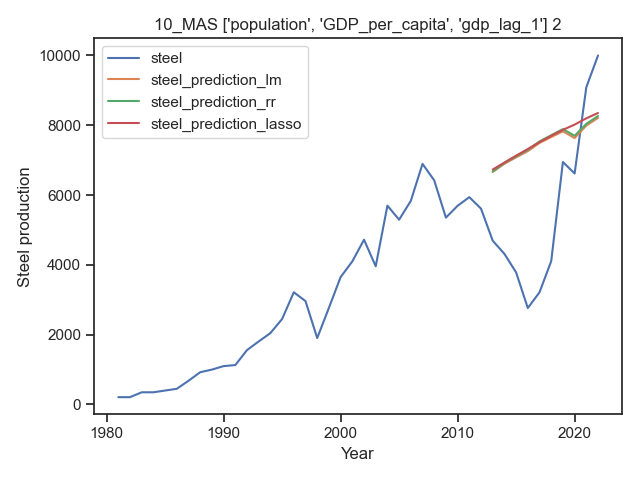 10_MAS ['population', 'GDP_per_capita', 'gdp_lag_1'] 2
steel
steel_prediction_lm
steel_prediction_rr
steel_prediction_lasso
Steel production
10000
8000
6000
4000
2000
0
1980 1990 2000 2010 2020
Year